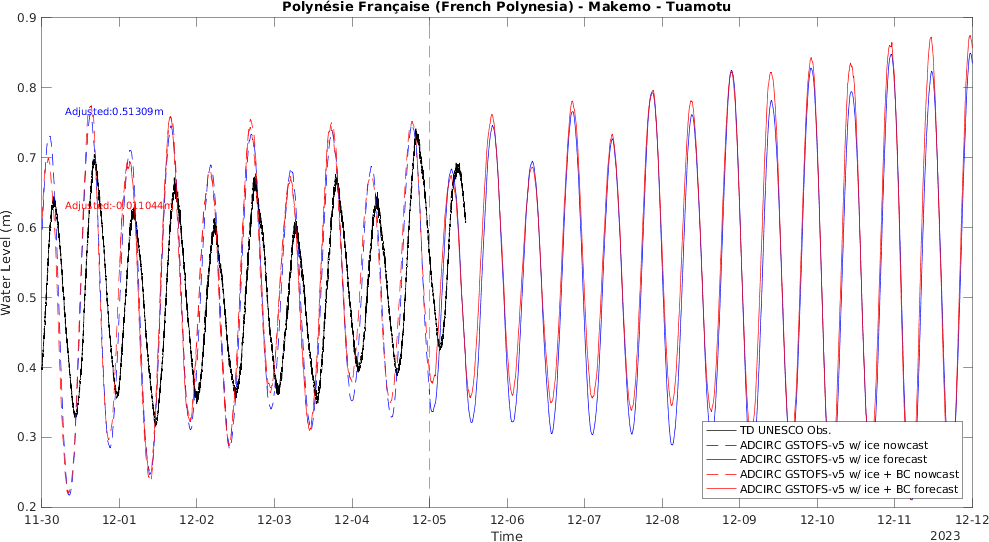 Polynésie Française (French Polynesia) - Makemo - Tuamotu
0.9
0.8
0.7
0.6
0.5
0.4
0.3
0.2
Water Level (m)
Adjusted:0.51309m
Adjusted:-0.011044m
TD UNESCO Obs.
ADCIRC GSTOFS-v5 w/ ice nowcast
ADCIRC GSTOFS-v5 w/ ice forecast
ADCIRC GSTOFS-v5 w/ ice + BC nowcast
ADCIRC GSTOFS-v5 w/ ice + BC forecast
11-30 12-01 12-02 12-03 12-04 12-05 12-06 12-07 12-08 12-09 12-10 12-11 12-12
Time
2023